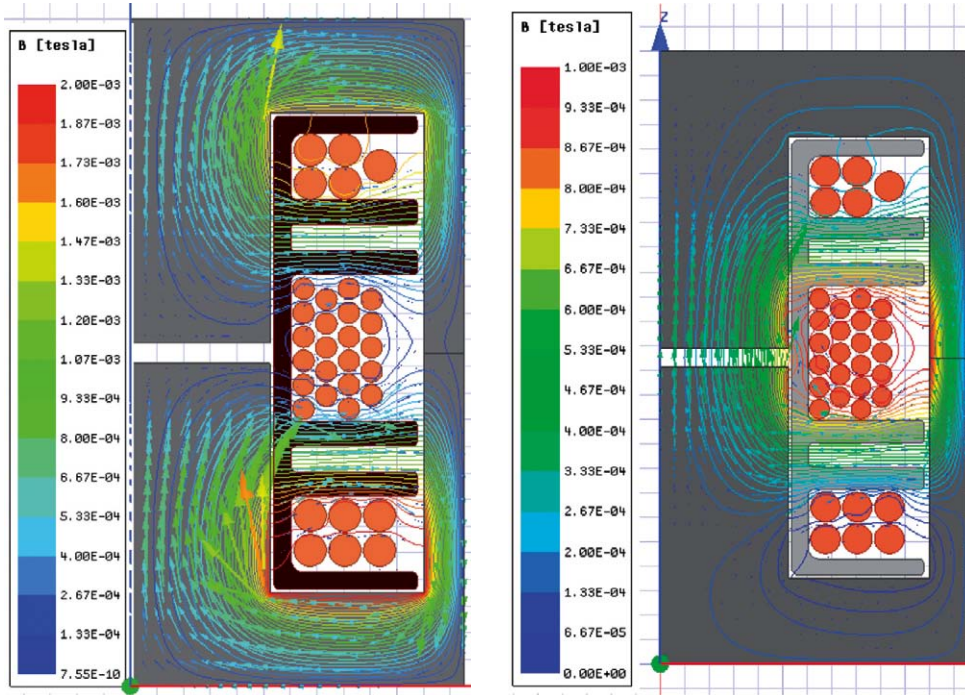 B [tesla]
2.00E-03
1.87E-03
1.73E-03
1.60E-03
1.47E-03
1.33E-03
1.20E-03
1.07E-03
9.33E-04
8.00E-04
6.67E-04
5.33E-04
4.00E-04
2.67E-04
1.33E-04
7.55E-10
B [tesla]
1.00E-03
9.33E-04
8.67E-04
8.00E-04
7.33E-04
6.67E-04
6.00E-04
5.33E-04
4.67E-04
4.00E-04
3.33E-04
2.67E-04
2.00E-04
1.33E-04
6.67E-05
0.00E+00
Z